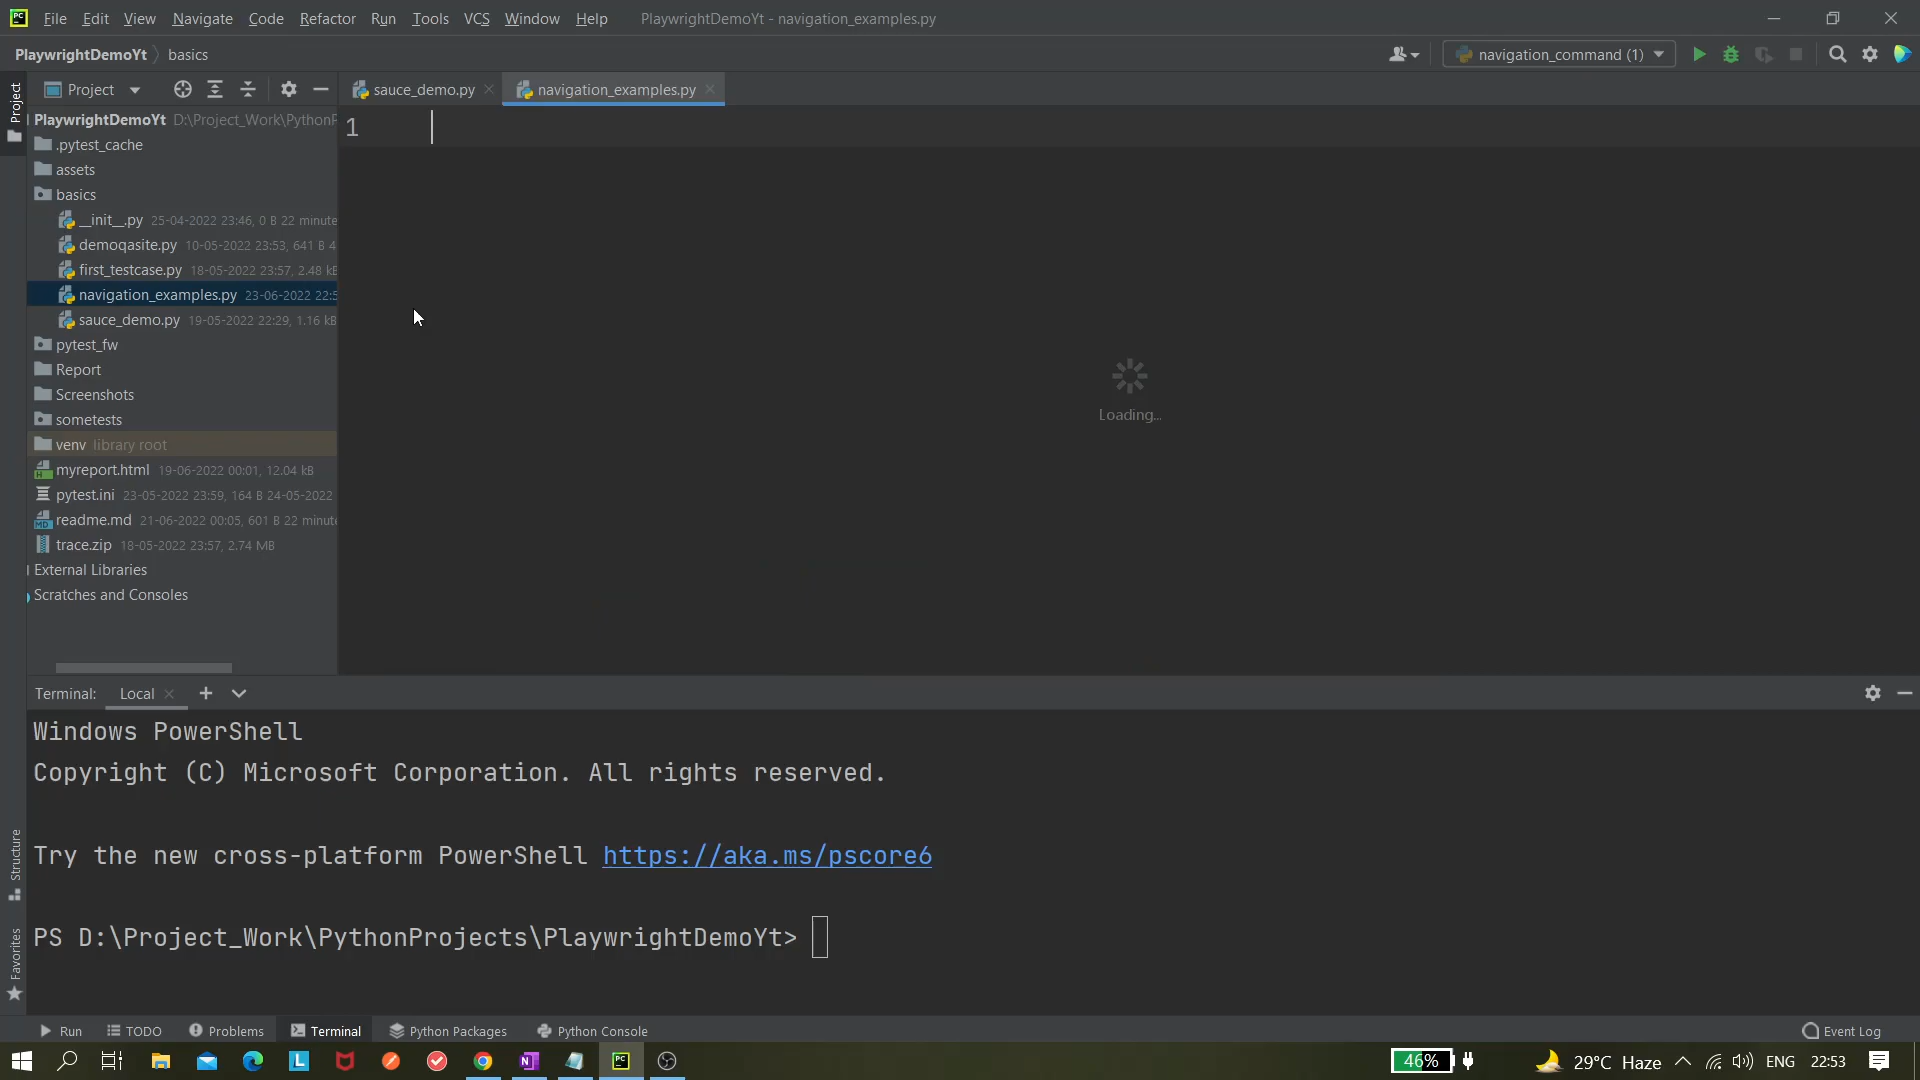 File Edit View Navigate Code Refactor Run Tools VCS Window Help PlaywrightDemoYt - navigation_examples.py
PlaywrightDemoYt basics navigation_command (1)
Project sauce_demo.py navigation_examples.py
Project
PlaywrightDemoYt D:\Project_Work\PythonP
1
.pytest_cache
assets
basics
__init__.py 25-04-2022 23:46, 0 B 22 minute
demoqasite.py 10-05-2022 23:53, 641 B 4
first_testcase.py 18-05-2022 23:57, 2.48 kB
navigation_examples.py 23-06-2022 22:5
sauce_demo.py 19-05-2022 22:29, 1.16 kB
pytest_fw
Report
Screenshots
sometests
venv library root
myreport.html 19-06-2022 00:01, 12.04 kB
pytest.ini 23-05-2022 23:59, 164 B 24-05-2022
readme.md 21-06-2022 00:05, 601 B 22 minute
trace.zip 18-05-2022 23:57, 2.74 MB
External Libraries
Scratches and Consoles
Loading...
Terminal: Local
Windows PowerShell
Copyright (C) Microsoft Corporation. All rights reserved.
Try the new cross-platform PowerShell https://aka.ms/pscore6
PS D:\Project_Work\PythonProjects\PlaywrightDemoYt>
Structure
Favorites
Run TODO Problems Terminal Python Packages Python Console Event Log
46% 29°C Haze ENG 22:53